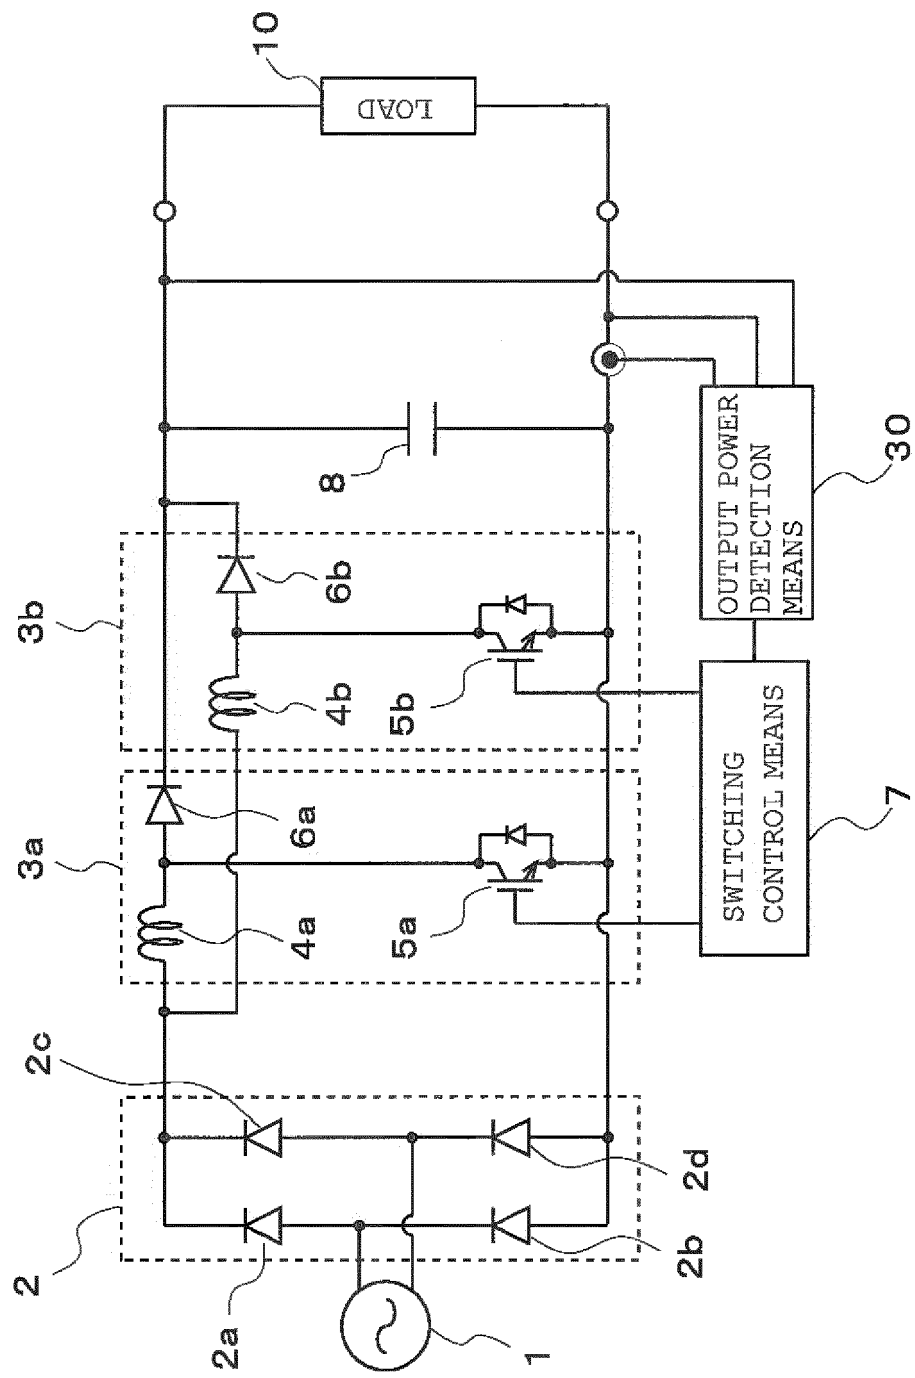 10
LOAD
3b
6b
4b
5b
8
OUTPUT POWER
DETECTION
MEANS
30
3a
6a
4a
5a
SWITCHING
CONTROL MEANS
7
2c
2d
2
2a
2b
1